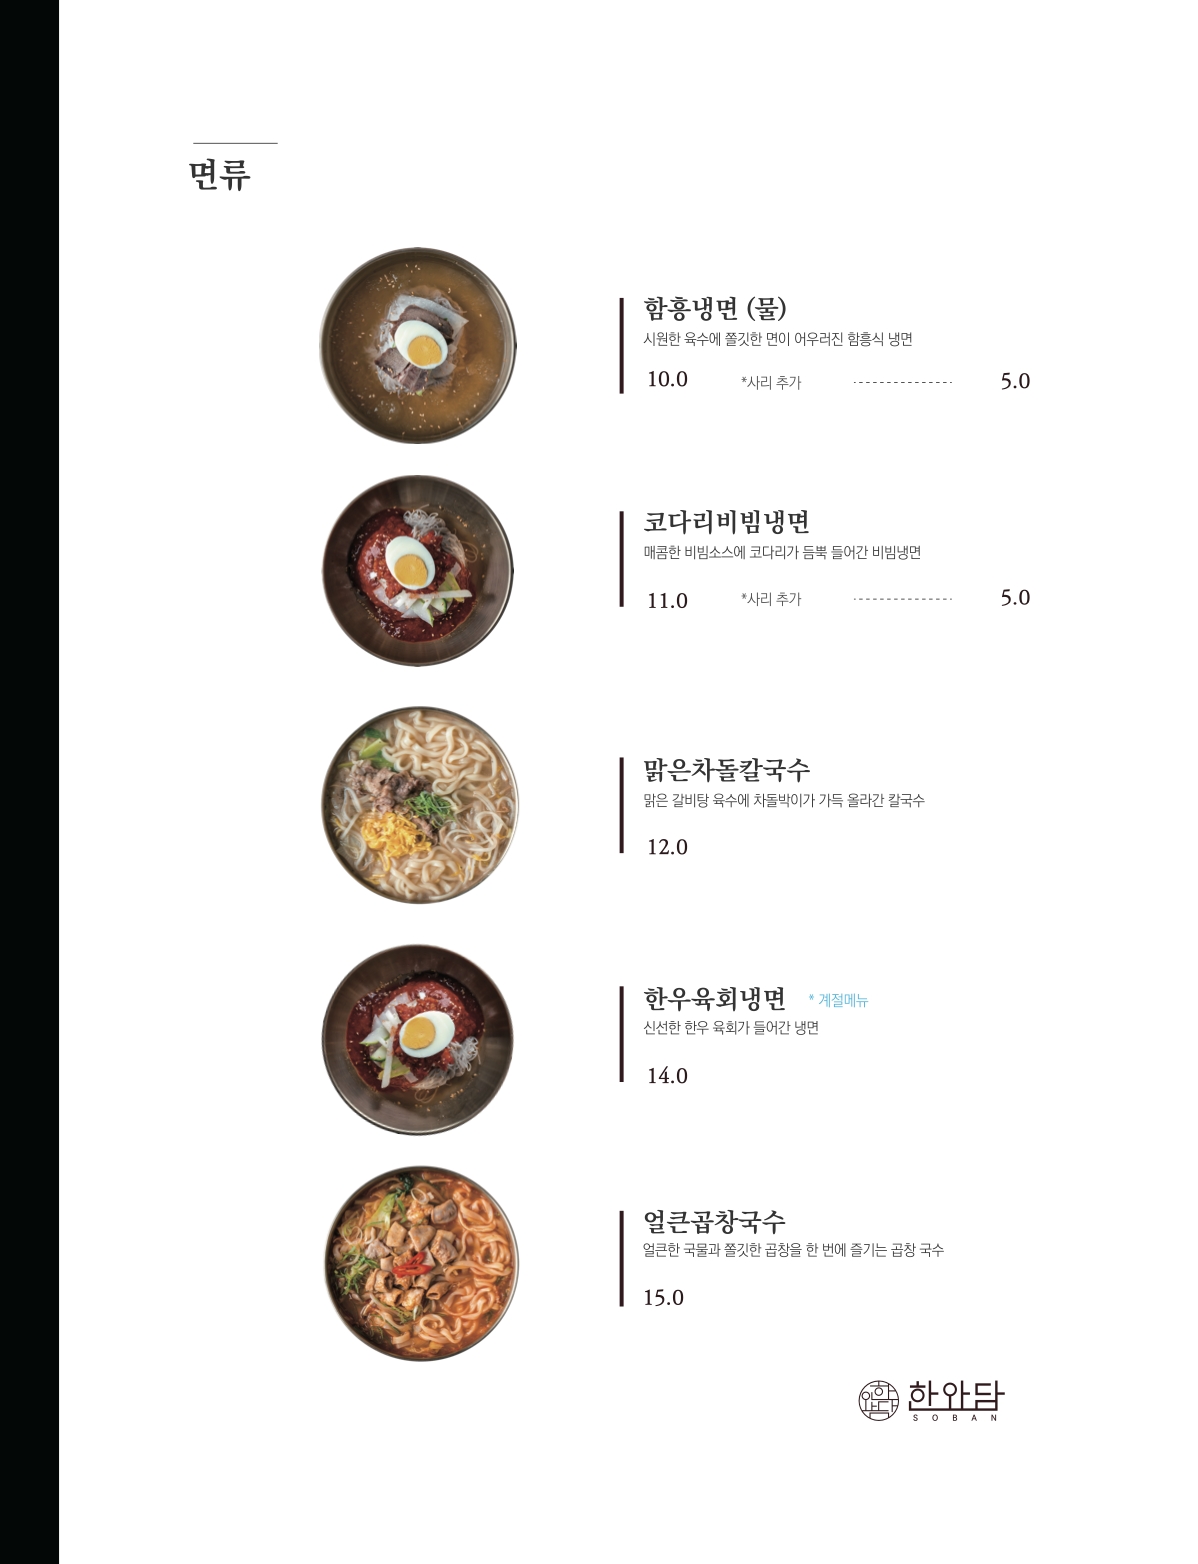 면류
함흥냉면 (물)
시원한 육수에 쫄깃한 면이 어우러진 함흥식 냉면
10.0 *사리 추가 5.0
코다리비빔냉면
매콤한 비빔소스에 코다리가 듬뿍 들어간 비빔냉면
11.0 *사리 추가 5.0
맑은차돌칼국수
맑은 갈비탕 육수에 차돌박이가 가득 올라간 칼국수
12.0
한우육회냉면 * 계절메뉴
신선한 한우 육회가 들어간 냉면
14.0
얼큰곱창국수
얼큰한 국물과 쫄깃한 곱창을 한 번에 즐기는 곱창 국수
15.0
한와담
SOBAN